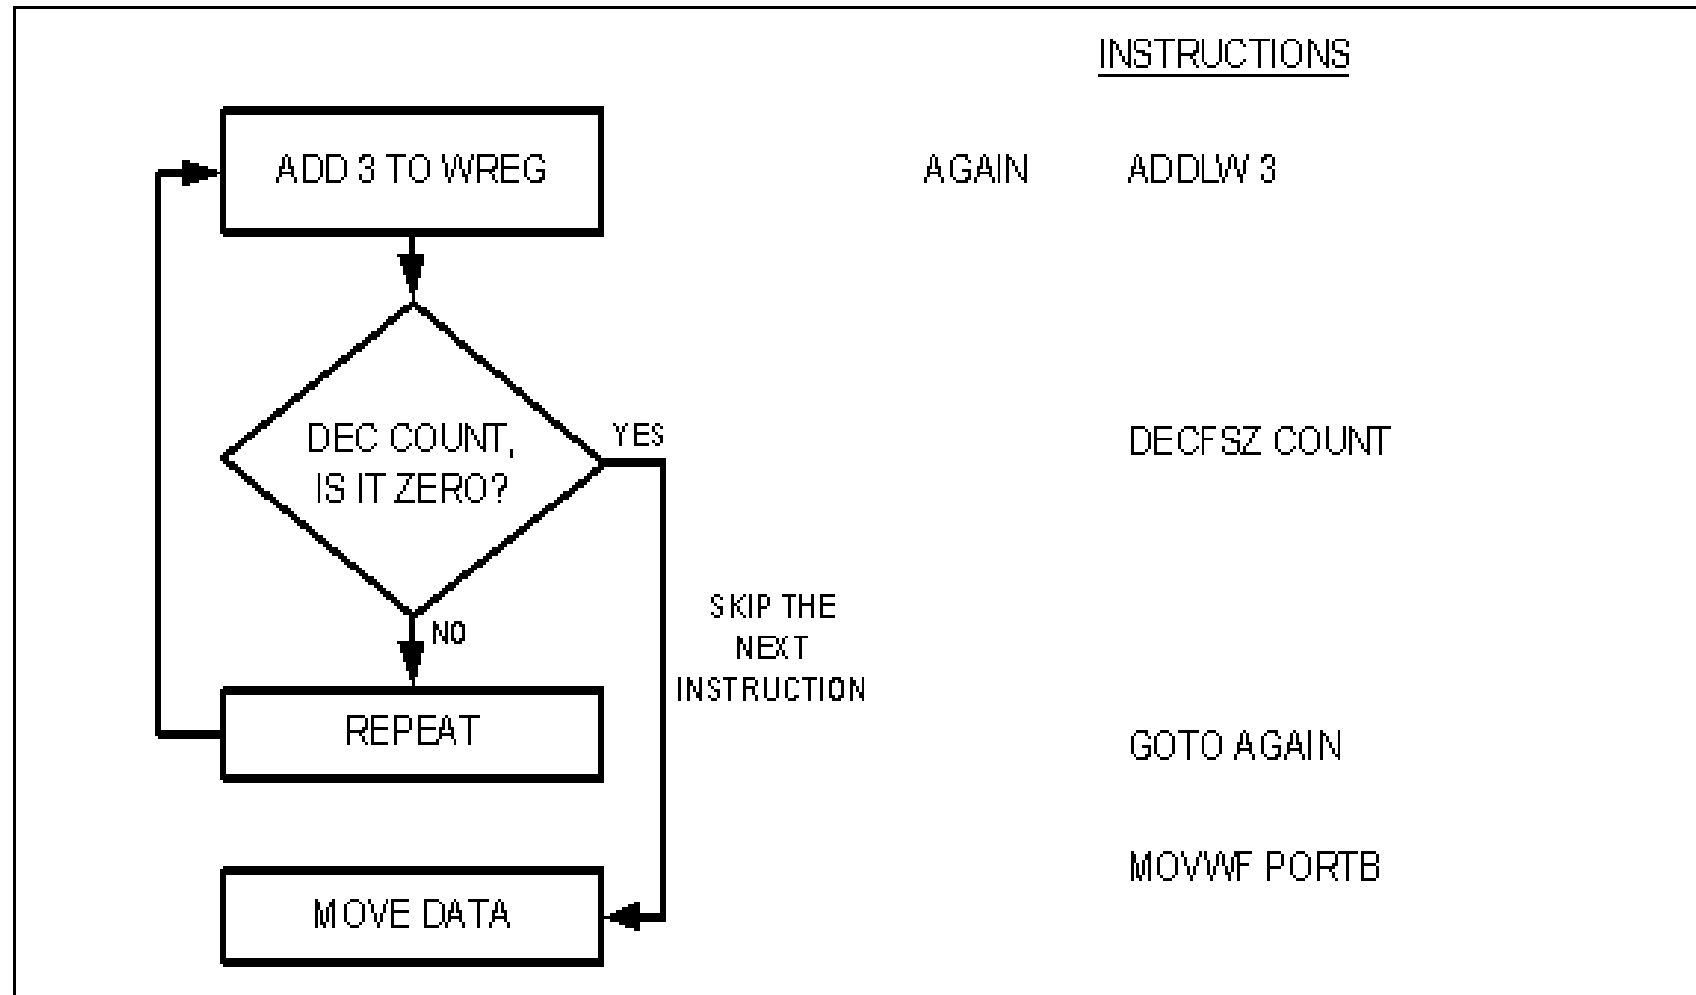 INSTRUCTIONS
ADD 3 TO WREG
AGAIN ADDLW 3
DEC COUNT,
IS IT ZERO?
YES
DECFSZ COUNT
NO
SKIP THE
NEXT
INSTRUCTION
REPEAT
GOTO AGAIN
MOVWF PORTB
MOVE DATA